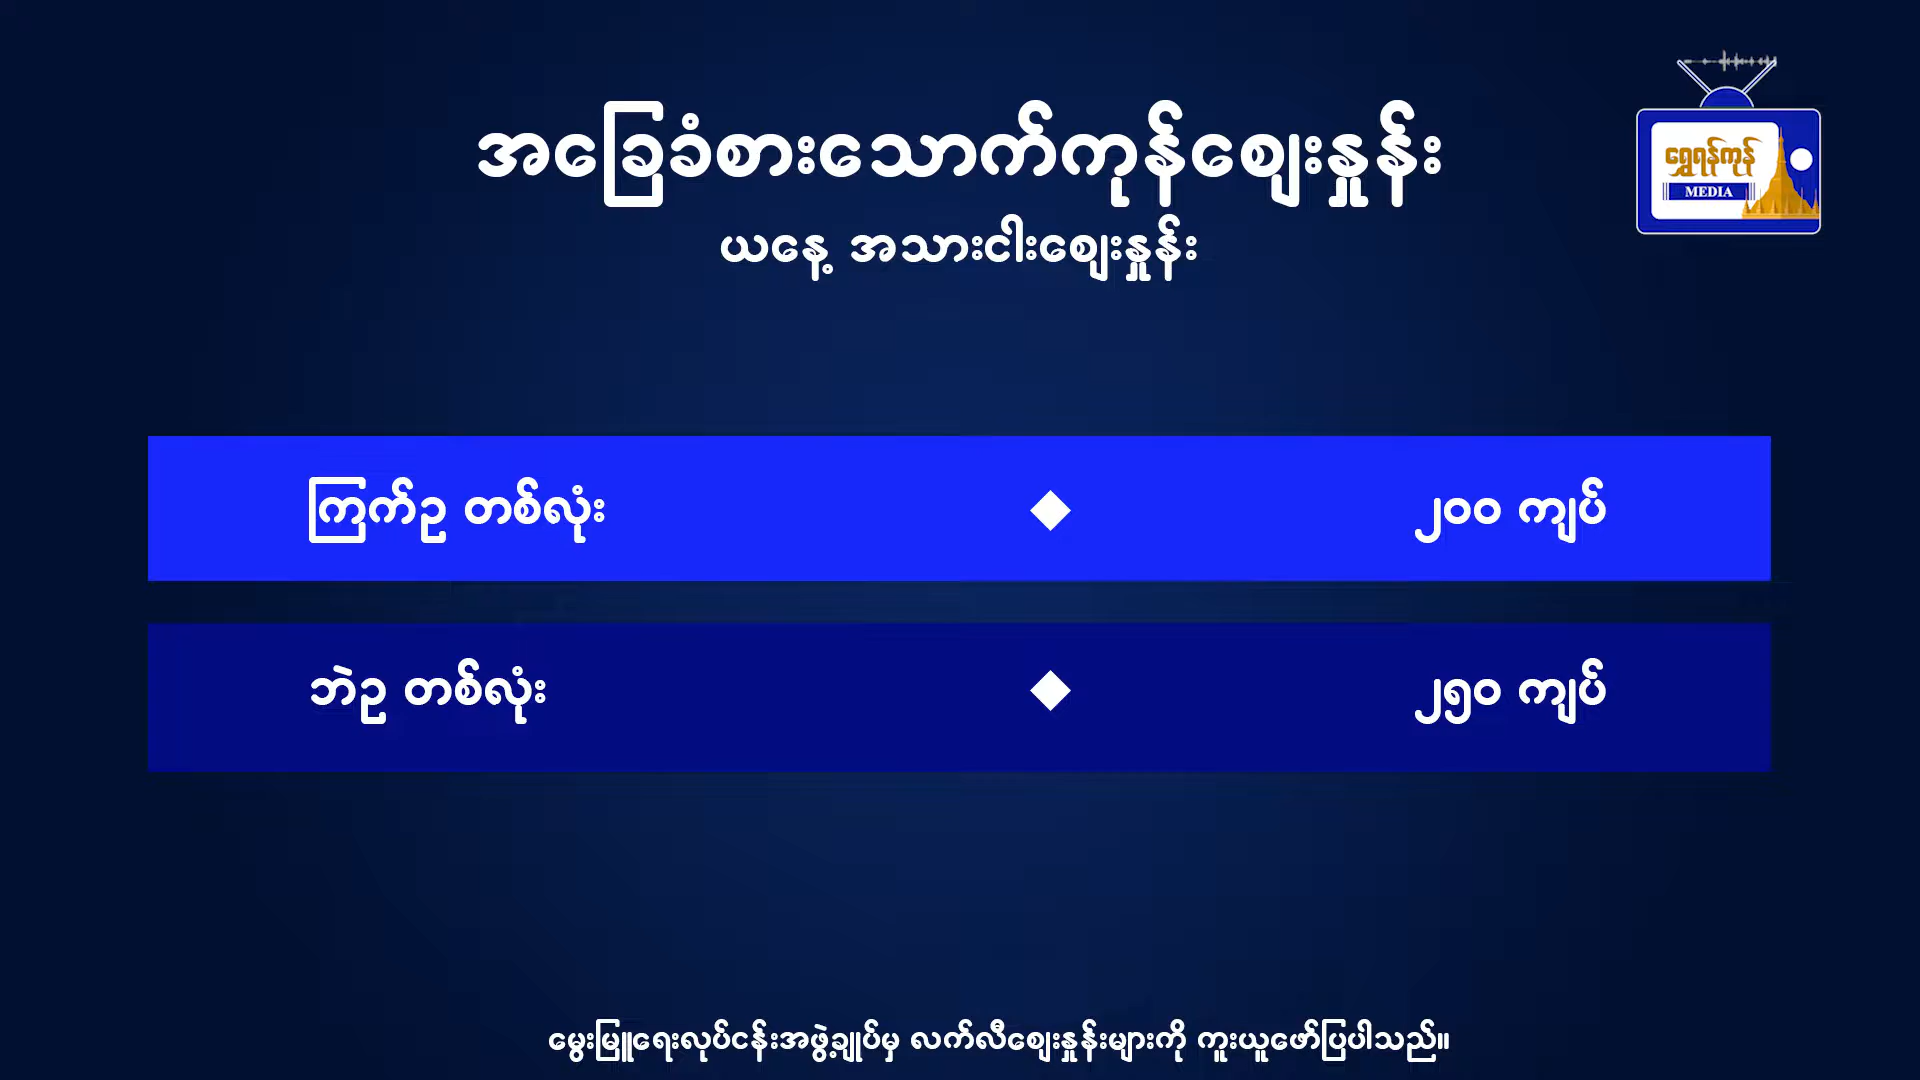 အခြေခံစားသောက်ကုန်ဈေးနှုန်း
ရွှေရန်ကုန်
MEDIA
ယနေ့ အသားငါးဈေးနှုန်း
ကြက်ဥ တစ်လုံး ◆ ၂၀၀ ကျပ်
ဘဲဥ တစ်လုံး ◆ ၂၅၀ ကျပ်
မွေးမြူရေးလုပ်ငန်းအဖွဲ့ချုပ်မှ လက်လီဈေးနှုန်းများကို ကူးယူဖော်ပြပါသည်။